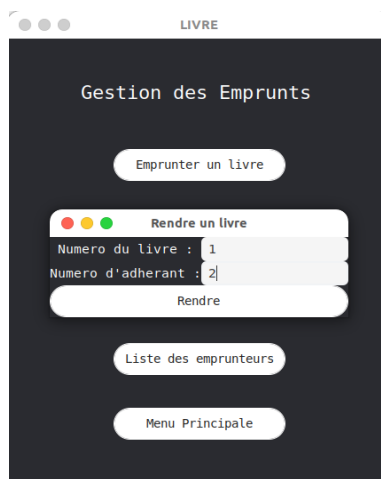 LIVRE
Gestion des Emprunts
Emprunter un livre
Rendre un livre
Numero du livre : 1
Numero d'adherant : 2
Rendre
Liste des emprunteurs
Menu Principale